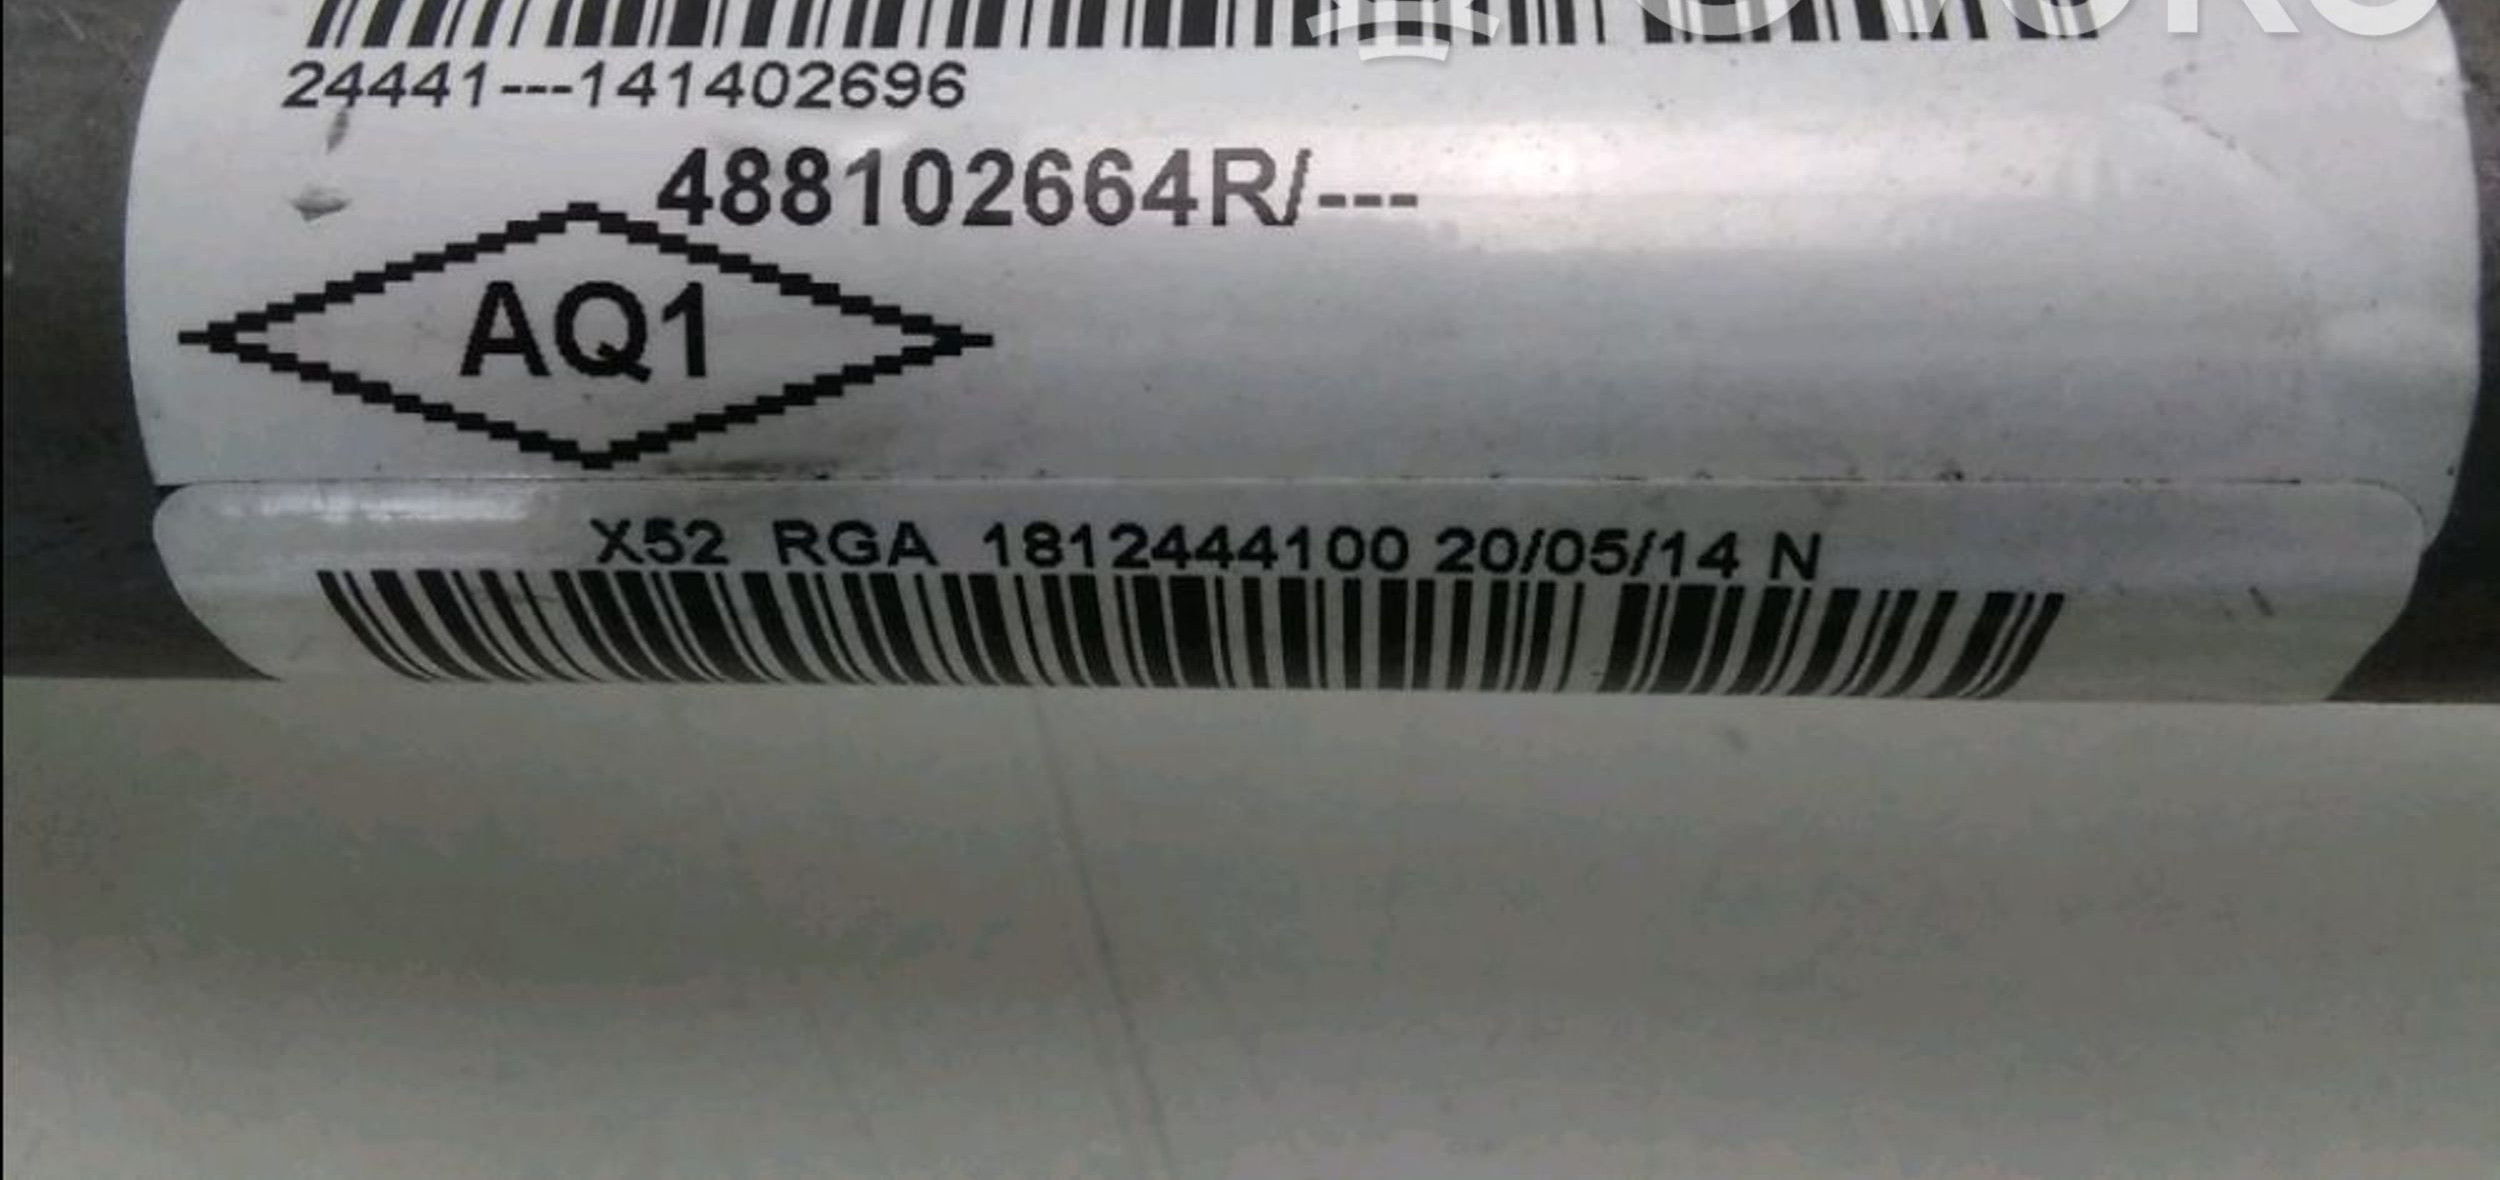 24441---141402696
488102664R/---
AQ1
X52 RGA 1812444100 20/05/14 N